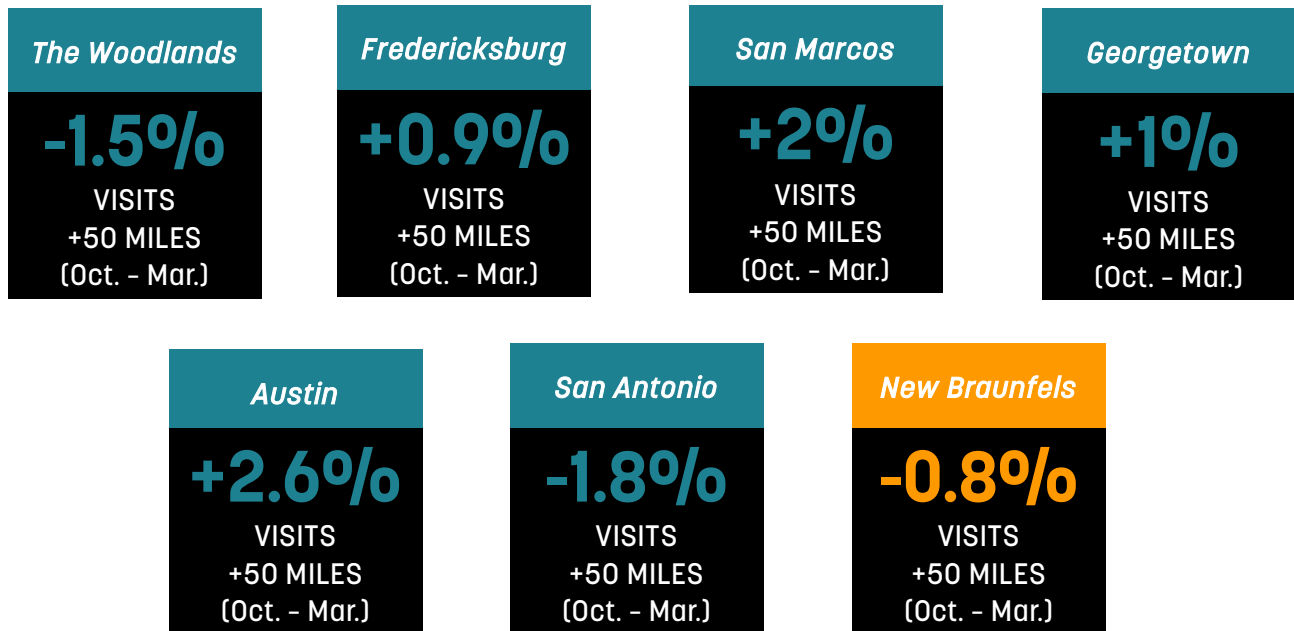 The Woodlands
-1.5%
VISITS
+50 MILES
(Oct. – Mar.)
Fredericksburg
+0.9%
VISITS
+50 MILES
(Oct. – Mar.)
San Marcos
+2%
VISITS
+50 MILES
(Oct. – Mar.)
Georgetown
+1%
VISITS
+50 MILES
(Oct. – Mar.)
Austin
+2.6%
VISITS
+50 MILES
(Oct. – Mar.)
San Antonio
-1.8%
VISITS
+50 MILES
(Oct. – Mar.)
New Braunfels
-0.8%
VISITS
+50 MILES
(Oct. – Mar.)